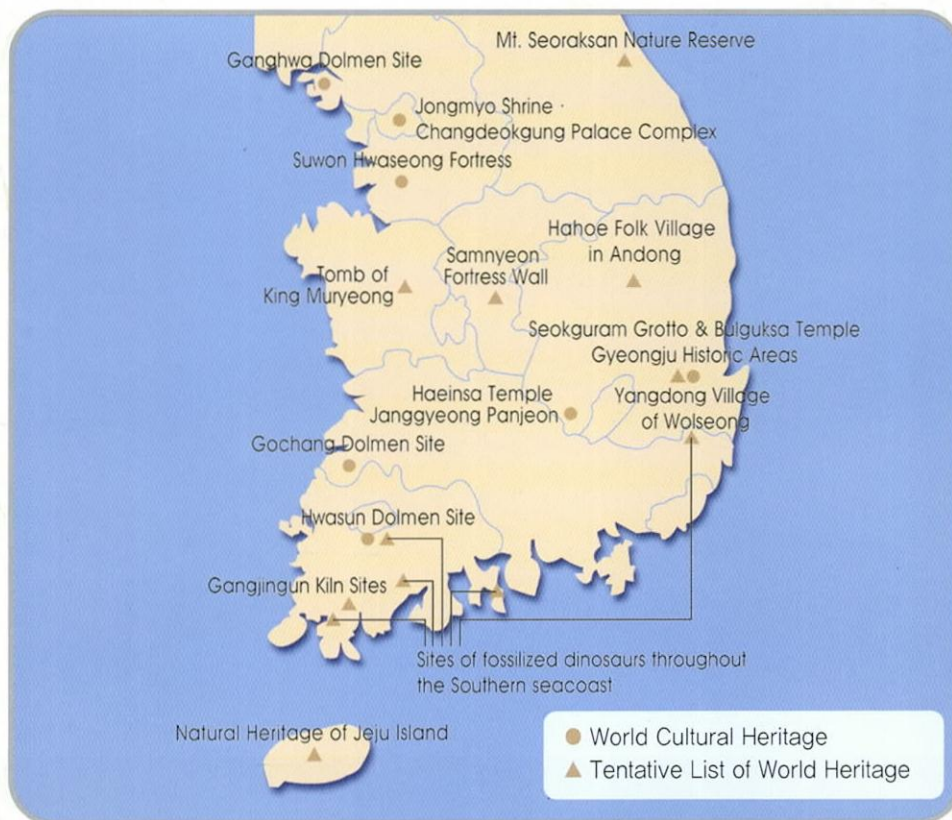 Mt. Seoraksan Nature Reserve
Ganghwa Dolmen Site
Jongmyo Shrine
Changdeokgung Palace Complex
Suwon Hwaseong Fortress
Hahoe Folk Village
in Andong
Samnyeon
Fortress Wall
Tomb of
King Muryeong
Seokguram Grotto & Bulguksa Temple
Gyeongju Historic Areas
Yangdong Village
of Wolseong
Haeinsa Temple
Janggyeong Panjeon
Gochang Dolmen Site
Hwasun Dolmen Site
Gangjingun Kiln Sites
Sites of fossilized dinosaurs throughout
the Southern seacoast
Natural Heritage of Jeju Island
World Cultural Heritage
Tentative List of World Heritage